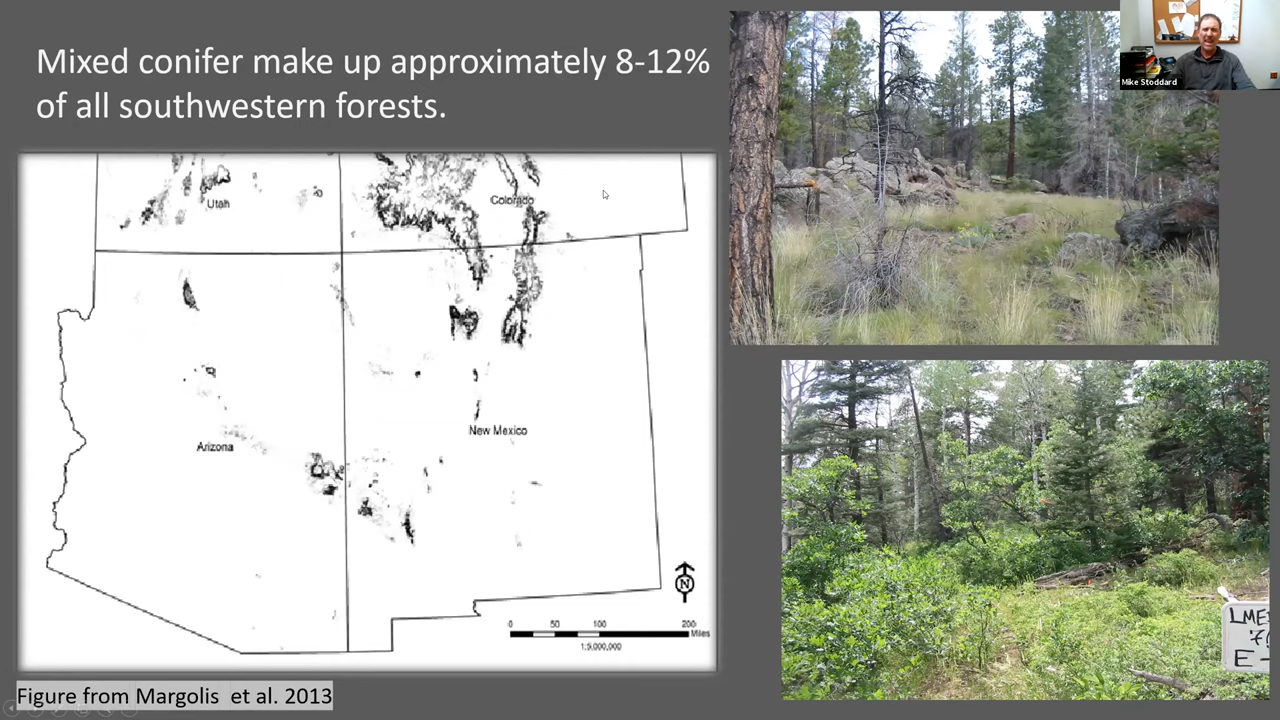 Mixed conifer make up approximately 8-12%
of all southwestern forests.
Mike Stoddard
Utah
Colorado
Arizona
New Mexico
N
0 50 100 200
Miles
1:5,000,000
LME
E -
Figure from Margolis et al. 2013